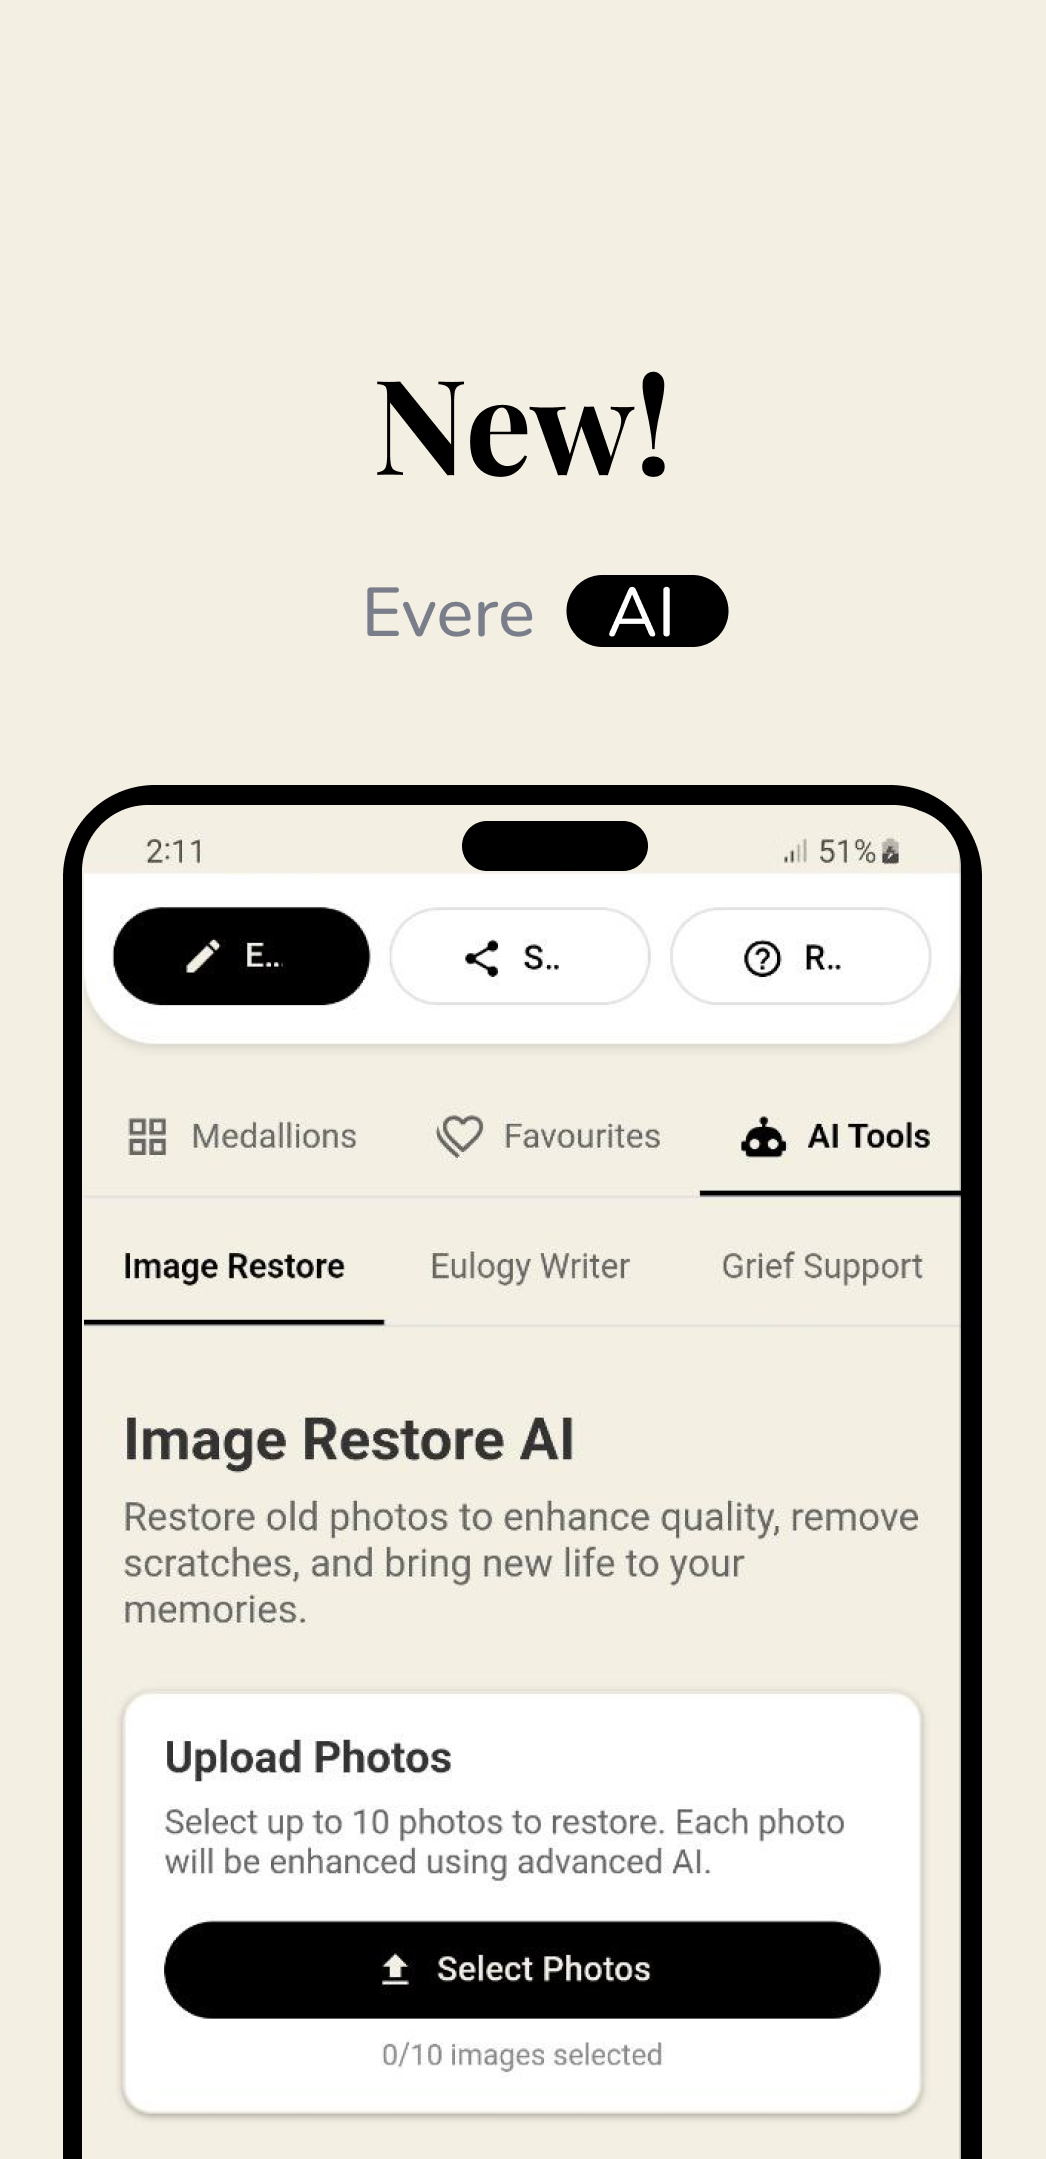 New!
Evere AI
2:11 51%
E... S.. R..
Medallions Favourites AI Tools
Image Restore Eulogy Writer Grief Support
Image Restore AI
Restore old photos to enhance quality, remove
scratches, and bring new life to your
memories.
Upload Photos
Select up to 10 photos to restore. Each photo
will be enhanced using advanced AI.
Select Photos
0/10 images selected